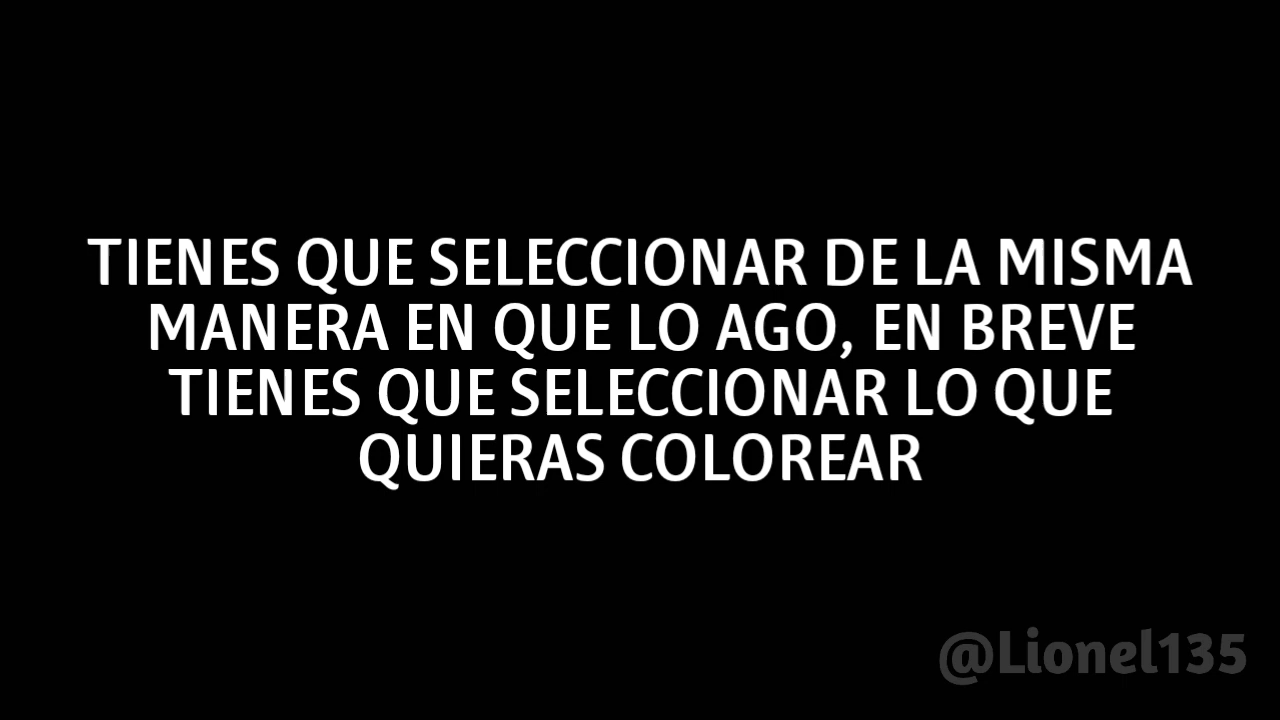 TIENES QUE SELECCIONAR DE LA MISMA
MANERA EN QUE LO AGO, EN BREVE
TIENES QUE SELECCIONAR LO QUE
QUIERAS COLOREAR
@Lionel135